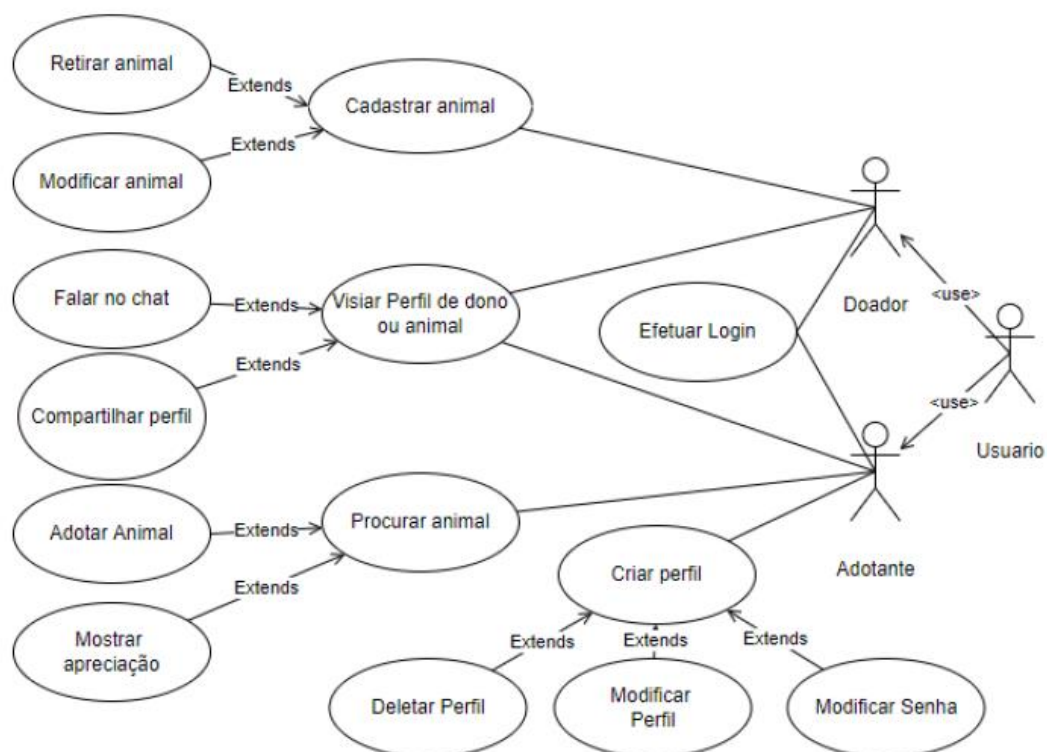 Retirar animal
Extends
Cadastrar animal
Extends
Modificar animal
Falar no chat
Extends
Visiar Perfil de dono
ou animal
Extends
Compartilhar perfil
Efetuar Login
Doador
<use>
<use>
Usuario
Adotar Animal
Extends
Procurar animal
Extends
Mostrar
apreciação
Adotante
Criar perfil
Extends
Extends
Extends
Deletar Perfil
Modificar
Perfil
Modificar Senha